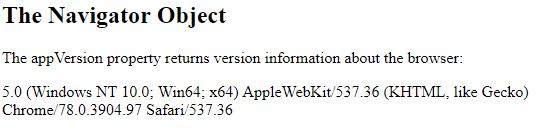 The Navigator Object
The appVersion property returns version information about the browser:
5.0 (Windows NT 10.0; Win64; x64) AppleWebKit/537.36 (KHTML, like Gecko)
Chrome/78.0.3904.97 Safari/537.36